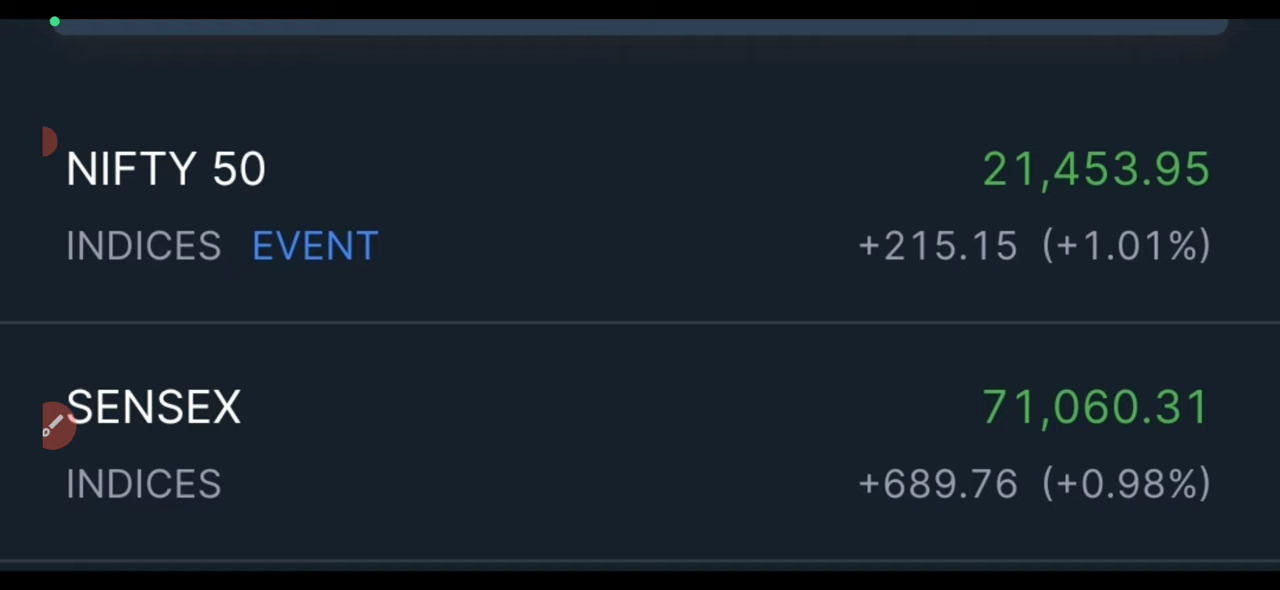 NIFTY 50 21,453.95
INDICES EVENT +215.15 (+1.01%)
SENSEX 71,060.31
INDICES +689.76 (+0.98%)